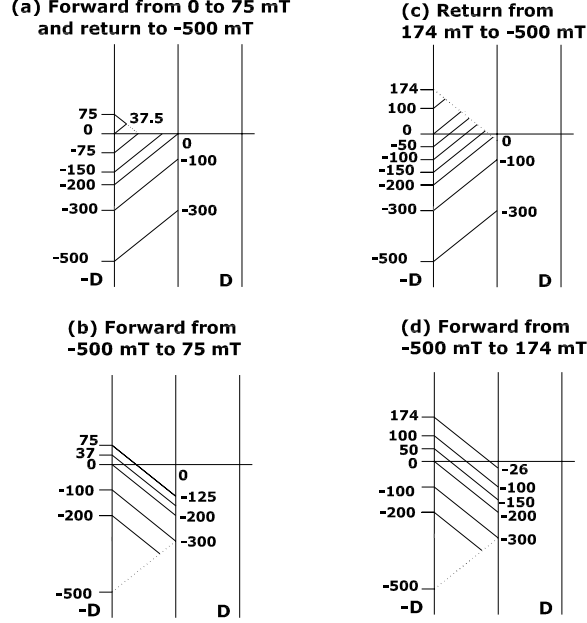 (a) Forward from 0 to 75 mT
and return to -500 mT
75
37.5
0
0
-75
-100
-150
-200
-300
-300
-500
-D
D
(c) Return from
174 mT to -500 mT
174
100
0
0
-50
-100
-100
-150
-200
-300
-300
-500
-D
D
(b) Forward from
-500 mT to 75 mT
75
37
0
0
-100
-125
-200
-200
-300
-500
-D
D
(d) Forward from
-500 mT to 174 mT
174
100
50
0
-26
-100
-100
-150
-200
-200
-300
-500
-D
D